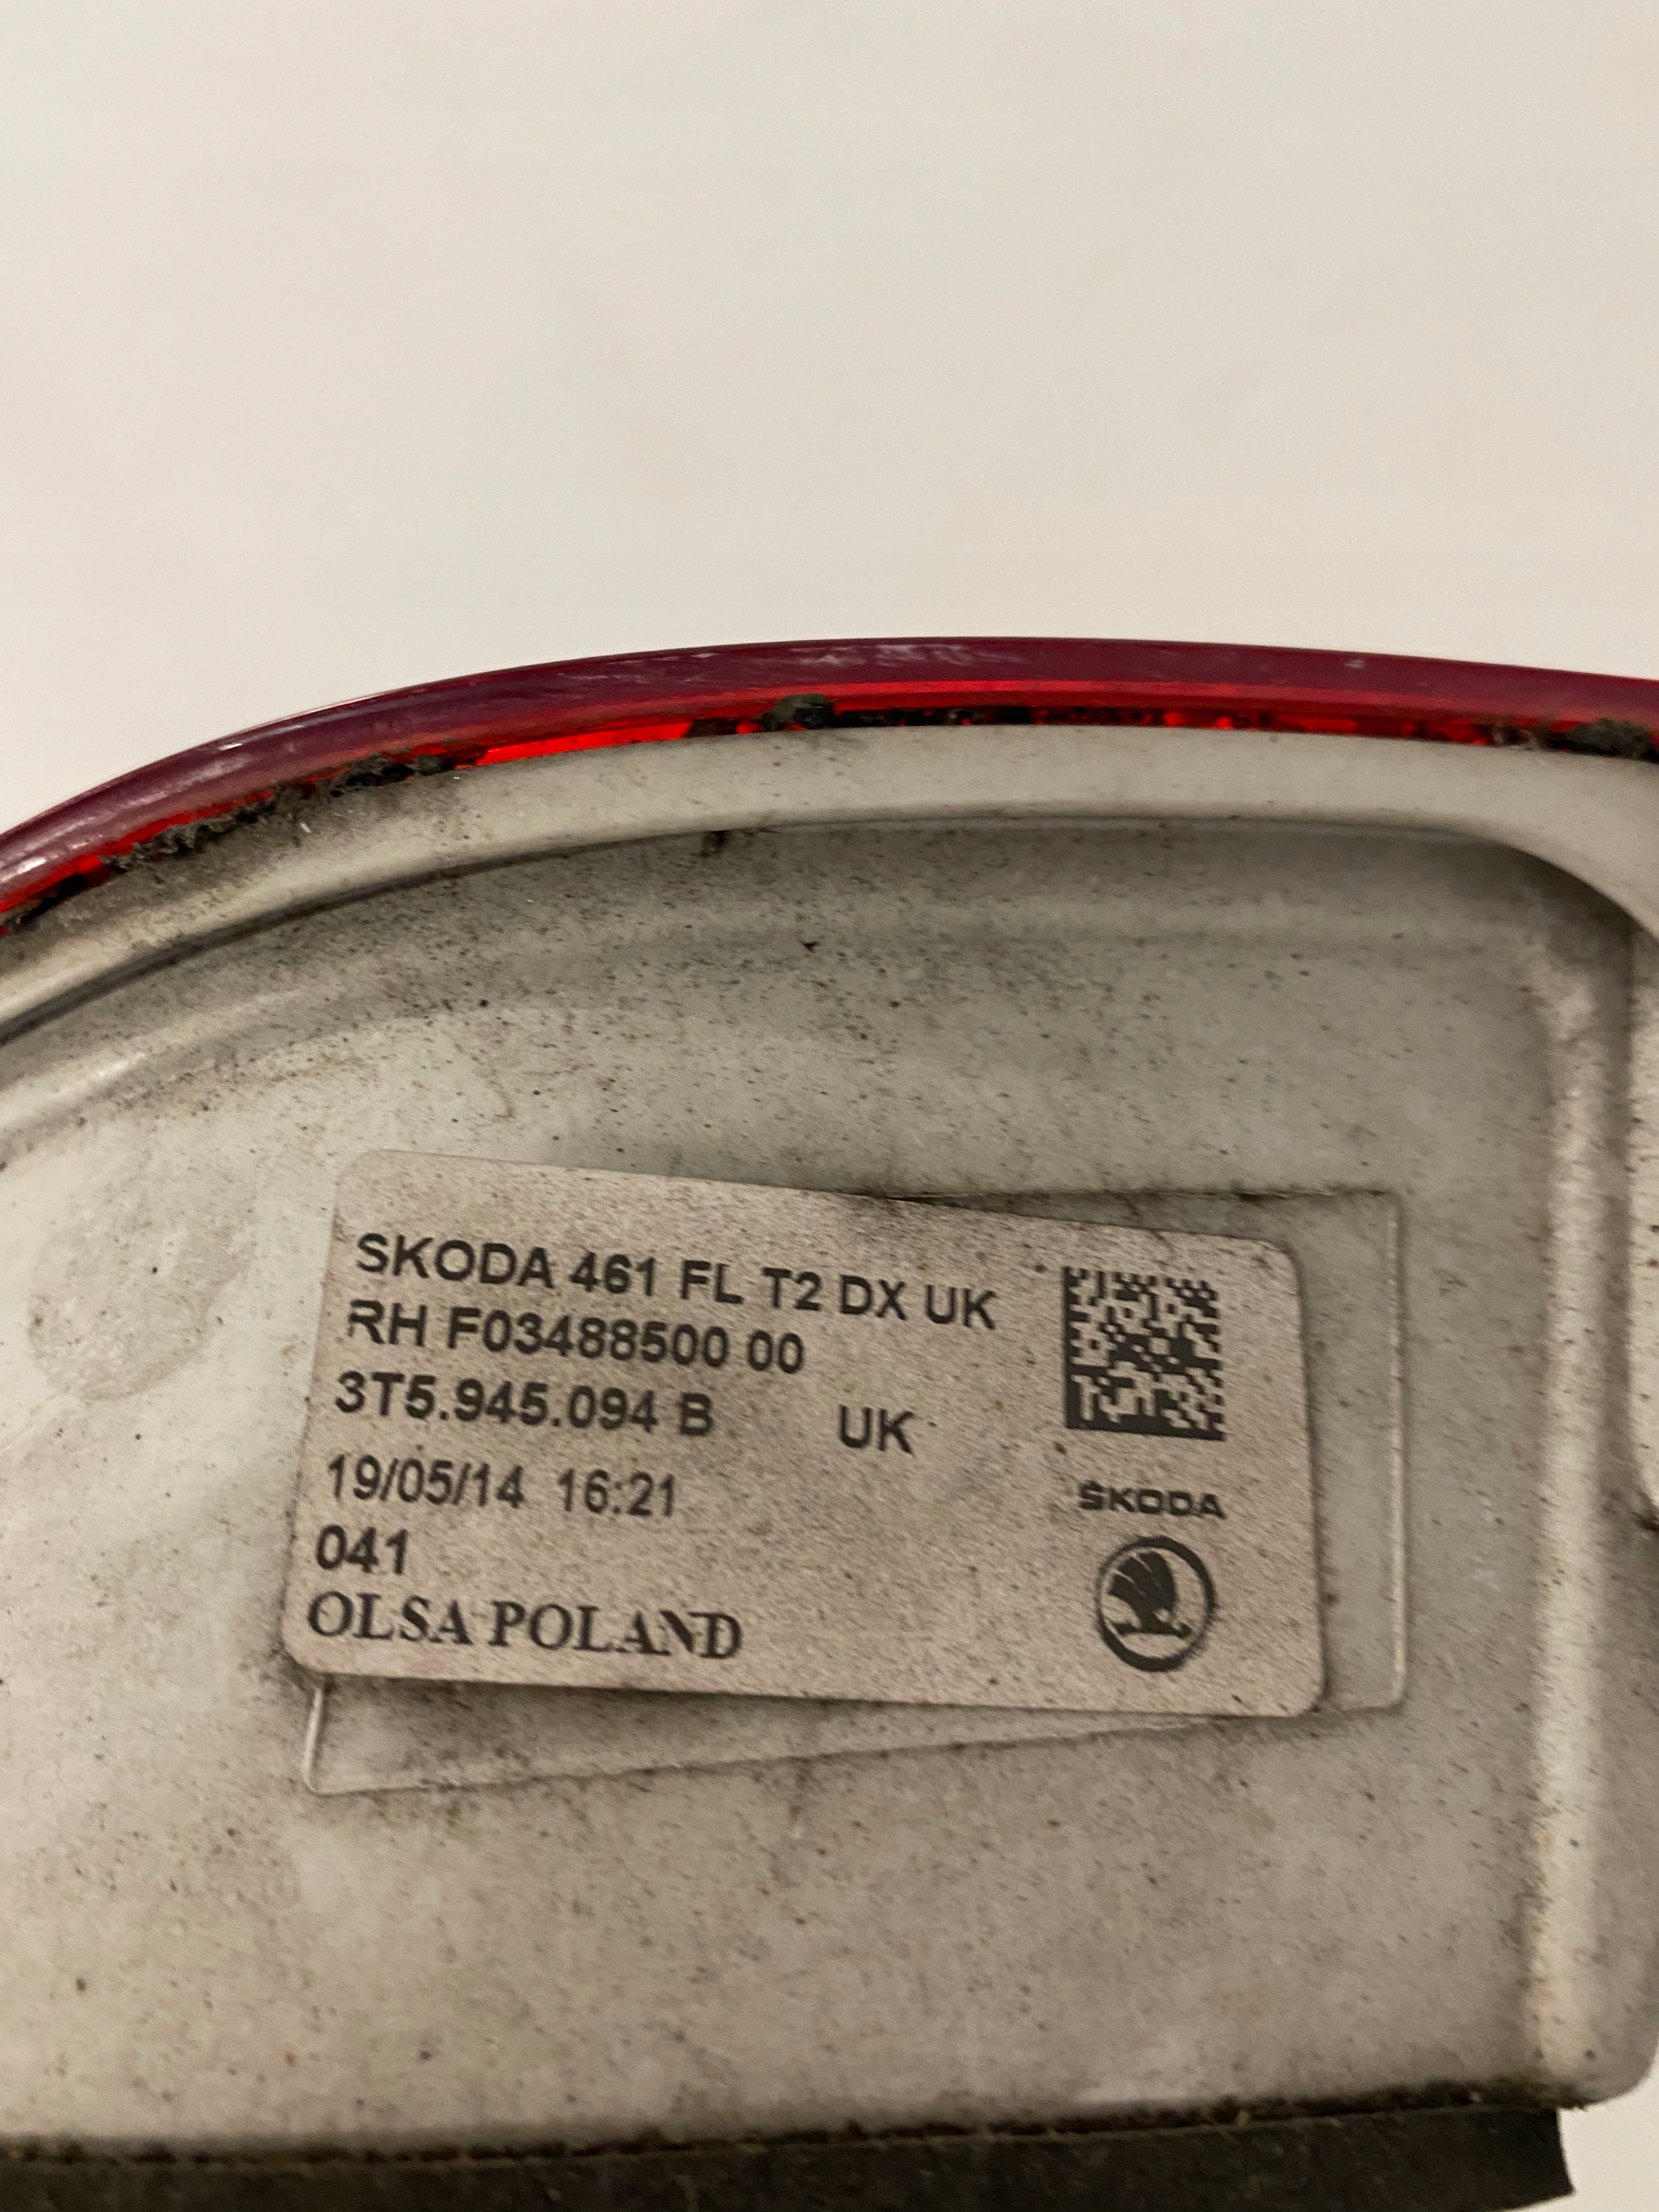 SKODA 461 FL T2 DX UK
RH F03488500 00
3T5.945.094 B UK
19/05/14 16:21
041
OLSA POLAND
ŠKODA